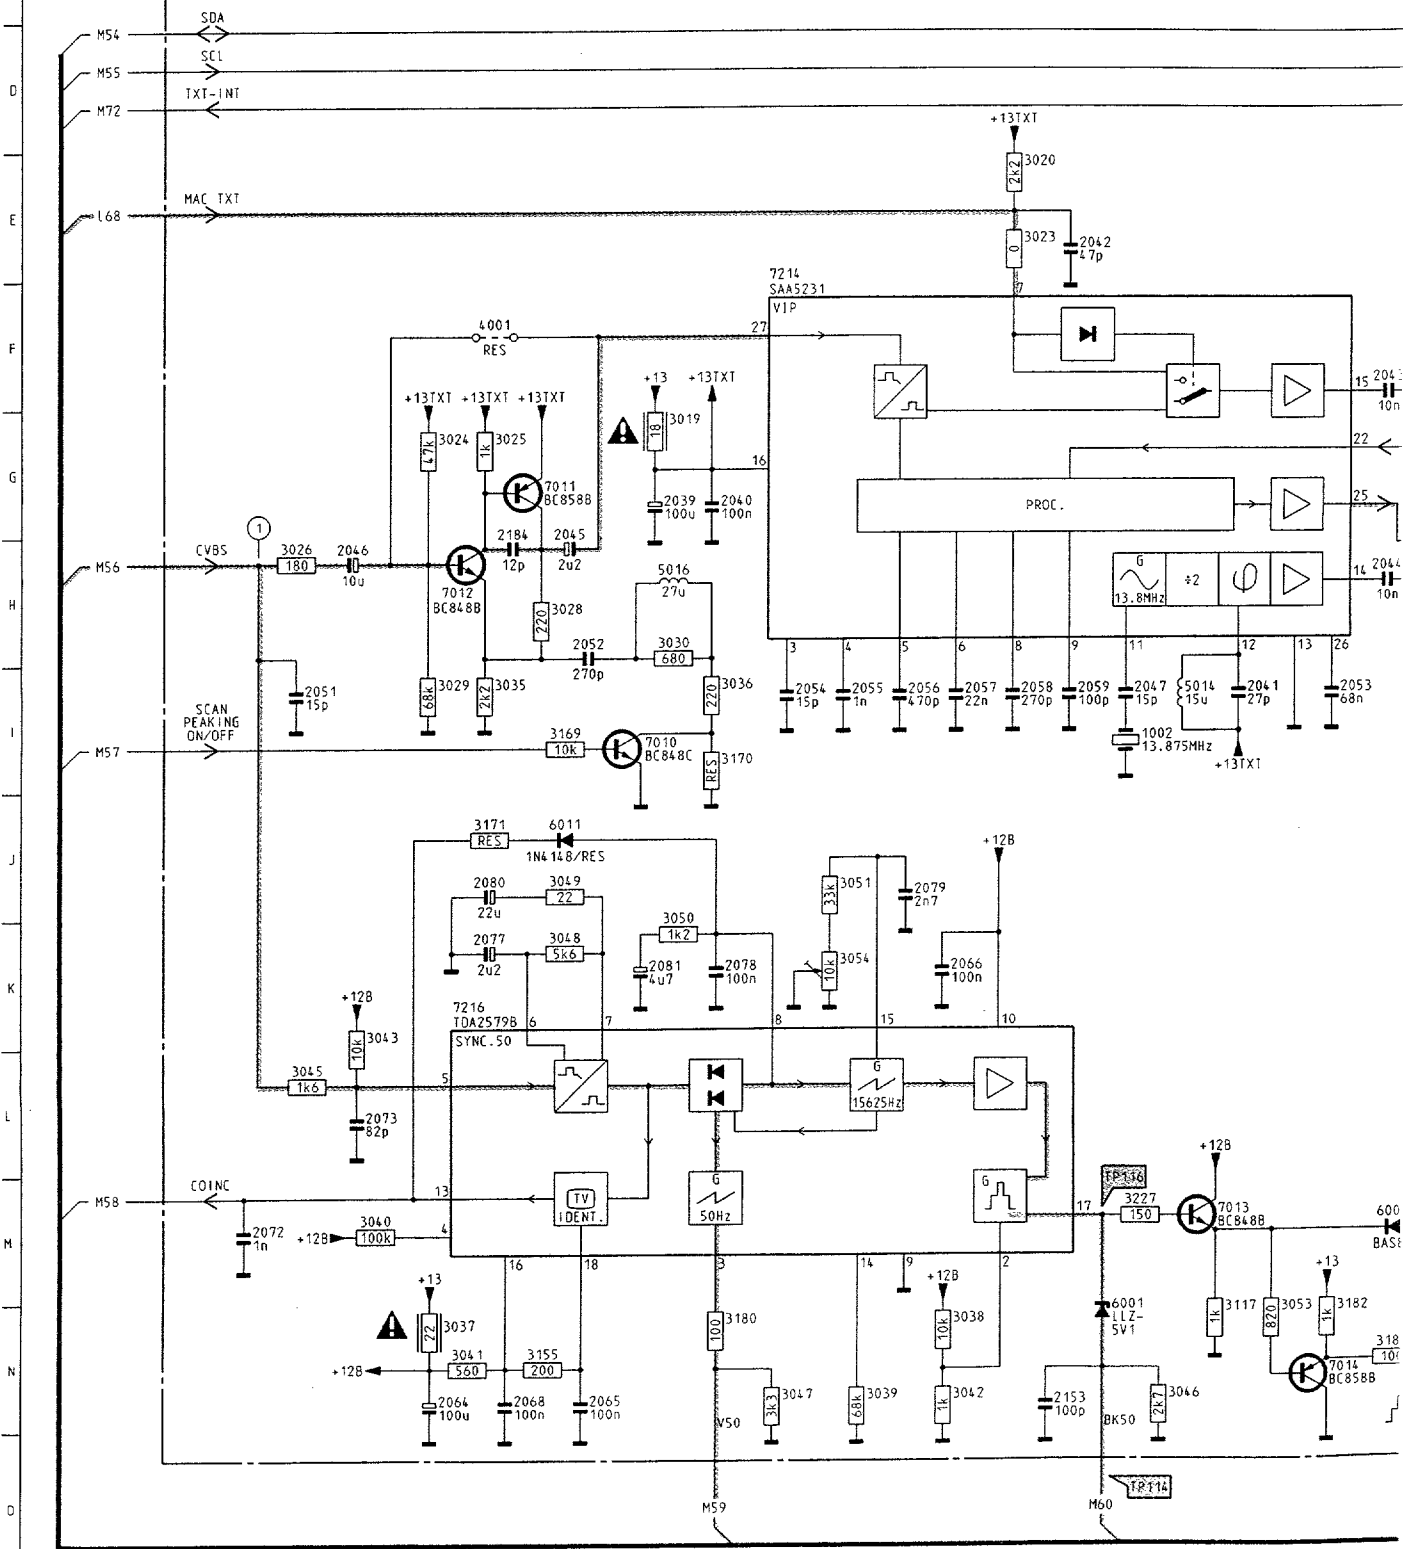 SDA
M54
SCL
M55
D
TXT-INT
M72
+13TXT
3020
2k2
MAC TXT
L68
E
3023
0
2042
47p
7
7214
SAA5231
VIP
4001
RES
27
F
+13
+13TXT
15
2043
10n
+13TXT +13TXT +13TXT
3024
47k
3025
1k
3019
18
22
16
G
7011
BC858B
2039
100u
2040
100n
PROC.
25
1
CVBS
M56
3026
180
2046
10u
2184
12p
2045
2u2
7012
BC848B
5016
27u
G
13.8MHz
÷2
φ
14
2044
10n
H
3028
220
2052
270p
3030
680
3
4
5
6
8
9
11
12
13
26
2051
15p
3029
68k
3035
2k2
3036
220
2054
15p
2055
1n
2056
470p
2057
22n
2058
270p
2059
100p
2047
15p
5014
15u
2041
27p
2053
68n
SCAN
PEAKING
ON/OFF
M57
I
3169
10k
7010
BC848C
3170
RES
1002
13.875MHz
+13TXT
3171
RES
6011
1N4148/RES
+12B
J
2080
22u
3049
22
3051
33k
2079
2n7
2077
2u2
3048
5k6
3050
1k2
2081
4u7
2078
100n
3054
10k
2066
100n
K
+12B
3043
10k
7216
TDA2579B
SYNC.50
6
7
8
15
10
3045
1k6
5
G
15625Hz
L
2073
82p
COINC
M58
13
TV
IDENT.
G
50Hz
G
17
TP116
3227
150
+12B
7013
BC848B
600
BAS
2072
1n
+12B
3040
100k
4
M
16
18
3
14
9
2
+13
+12B
+13
3037
22
3180
100
3038
10k
6001
LLZ-
5V1
3117
1k
3053
820
3182
1k
318
10
+12B
3041
560
3155
200
N
7014
BC858B
2064
100u
2068
100n
2065
100n
V50
3047
3k3
3039
68k
3042
1k
2153
100p
BK50
3046
2k7
TP114
M59
M60
O